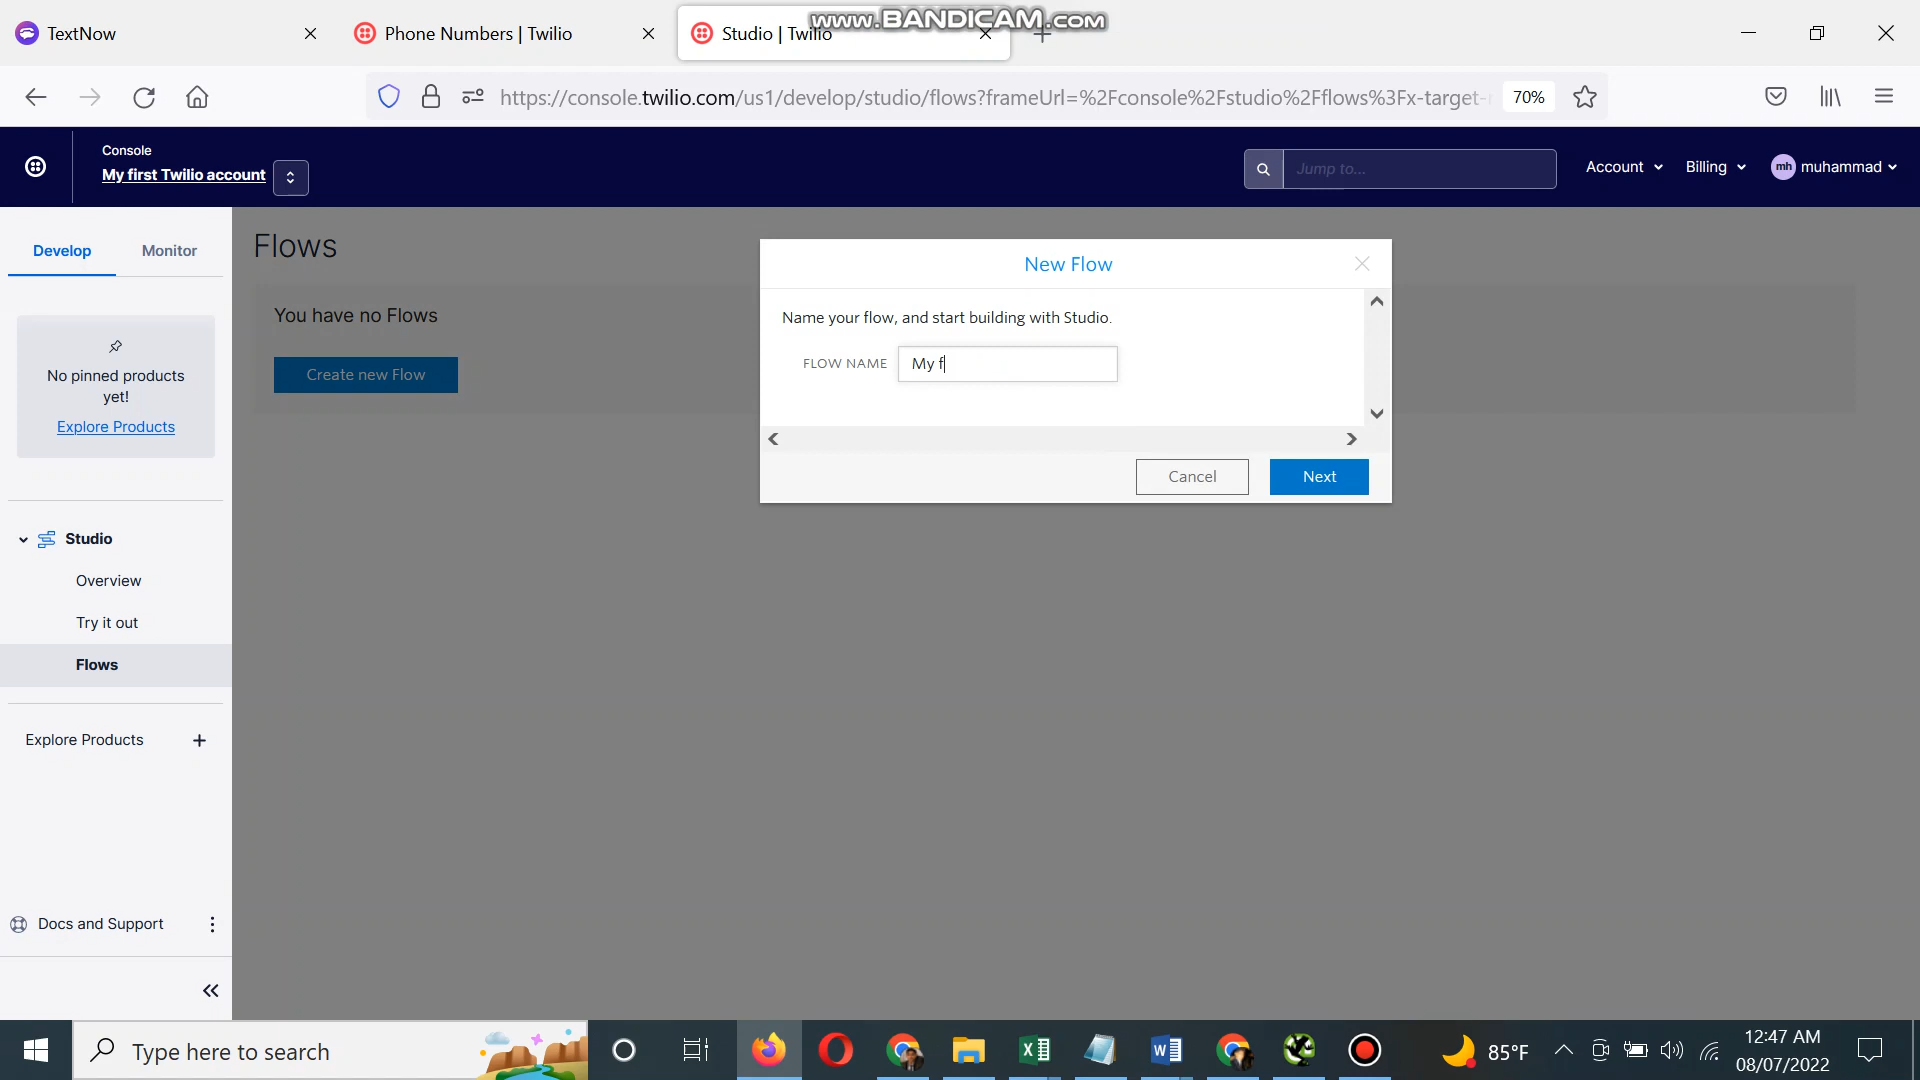 www.BANDICAM.com
TextNow
Phone Numbers | Twilio
Studio | Twilio
https://console.twilio.com/us1/develop/studio/flows?frameUrl=%2Fconsole%2Fstudio%2Fflows%3Fx-target-r
70%
Console
My first Twilio account
Jump to...
Account
Billing
mh
muhammad
Develop
Monitor
No pinned products
yet!
Explore Products
Studio
Overview
Try it out
Flows
Explore Products
Docs and Support
Flows
You have no Flows
Create new Flow
New Flow
Name your flow, and start building with Studio.
FLOW NAME
My f
Cancel
Next
Type here to search
85°F
12:47 AM
08/07/2022